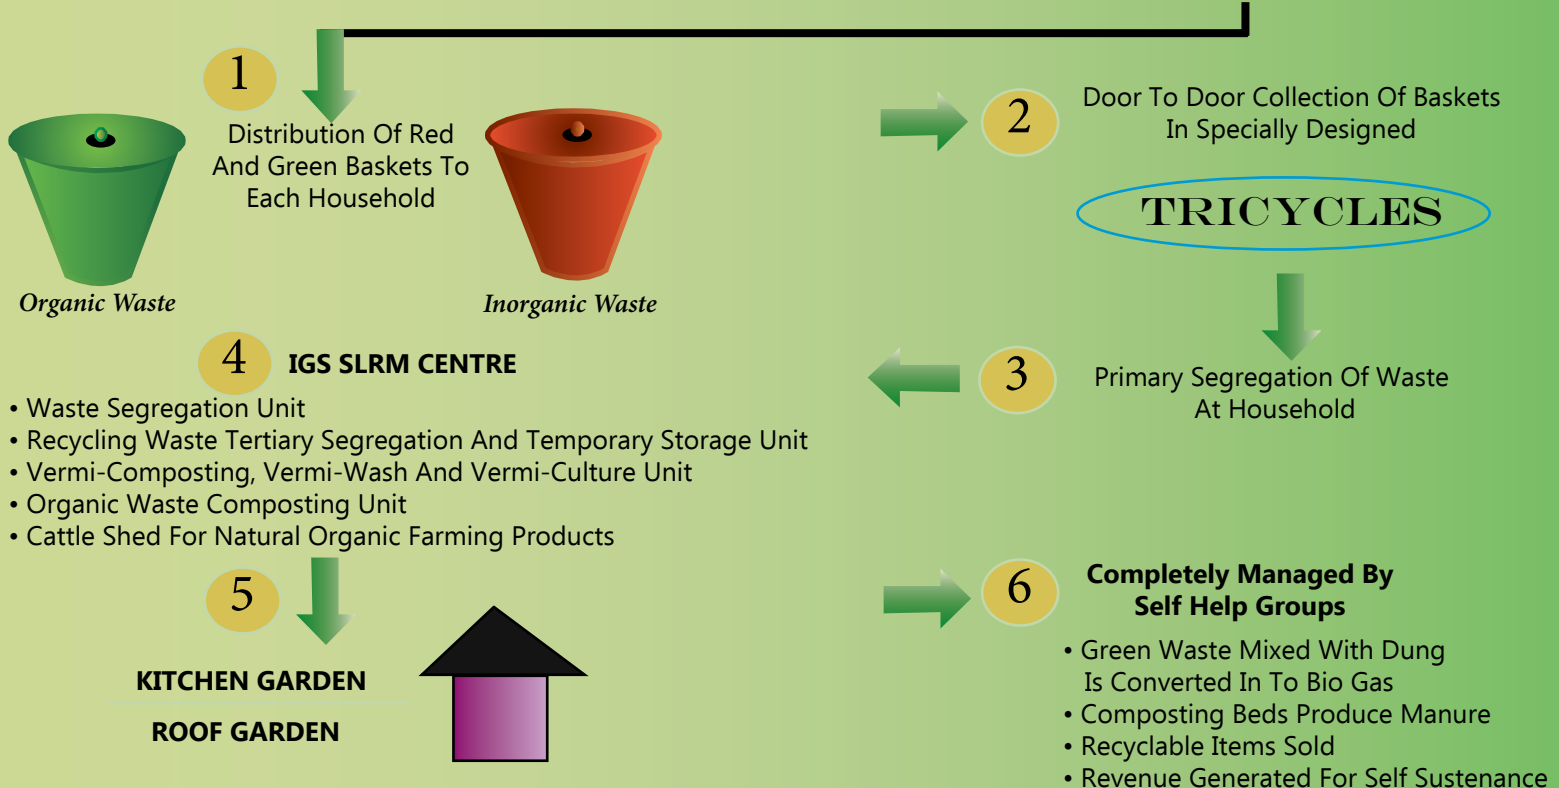 1
Distribution Of Red
And Green Baskets To
Each Household
Organic Waste
Inorganic Waste
2
Door To Door Collection Of Baskets
In Specially Designed
TRICYCLES
3
Primary Segregation Of Waste
At Household
4
IGS SLRM CENTRE
• Waste Segregation Unit
• Recycling Waste Tertiary Segregation And Temporary Storage Unit
• Vermi-Composting, Vermi-Wash And Vermi-Culture Unit
• Organic Waste Composting Unit
• Cattle Shed For Natural Organic Farming Products
5
KITCHEN GARDEN
ROOF GARDEN
6
Completely Managed By
Self Help Groups
• Green Waste Mixed With Dung
Is Converted In To Bio Gas
• Composting Beds Produce Manure
• Recyclable Items Sold
• Revenue Generated For Self Sustenance